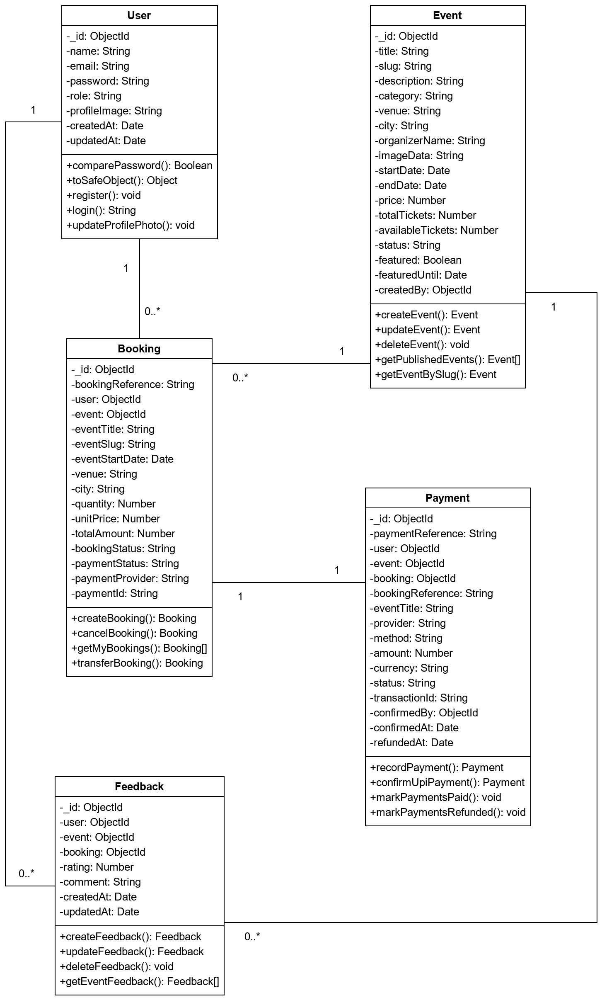 User
-_id: ObjectId
-name: String
-email: String
-password: String
-role: String
-profileImage: String
-createdAt: Date
-updatedAt: Date
+comparePassword(): Boolean
+toSafeObject(): Object
+register(): void
+login(): String
+updateProfilePhoto(): void
Event
-_id: ObjectId
-title: String
-slug: String
-description: String
-category: String
-venue: String
-city: String
-organizerName: String
-imageData: String
-startDate: Date
-endDate: Date
-price: Number
-totalTickets: Number
-availableTickets: Number
-status: String
-featured: Boolean
-featuredUntil: Date
-createdBy: ObjectId
+createEvent(): Event
+updateEvent(): Event
+deleteEvent(): void
+getPublishedEvents(): Event[]
+getEventBySlug(): Event
1
1
0..*
1
1
0..*
Booking
-_id: ObjectId
-bookingReference: String
-user: ObjectId
-event: ObjectId
-eventTitle: String
-eventSlug: String
-eventStartDate: Date
-venue: String
-city: String
-quantity: Number
-unitPrice: Number
-totalAmount: Number
-bookingStatus: String
-paymentStatus: String
-paymentProvider: String
-paymentId: String
+createBooking(): Booking
+cancelBooking(): Booking
+getMyBookings(): Booking[]
+transferBooking(): Booking
1
1
Payment
-_id: ObjectId
-paymentReference: String
-user: ObjectId
-event: ObjectId
-booking: ObjectId
-bookingReference: String
-eventTitle: String
-provider: String
-method: String
-amount: Number
-currency: String
-status: String
-transactionId: String
-confirmedBy: ObjectId
-confirmedAt: Date
-refundedAt: Date
+recordPayment(): Payment
+confirmUpiPayment(): Payment
+markPaymentsPaid(): void
+markPaymentsRefunded(): void
Feedback
-_id: ObjectId
-user: ObjectId
-event: ObjectId
-booking: ObjectId
-rating: Number
-comment: String
-createdAt: Date
-updatedAt: Date
+createFeedback(): Feedback
+updateFeedback(): Feedback
+deleteFeedback(): void
+getEventFeedback(): Feedback[]
0..*
0..*